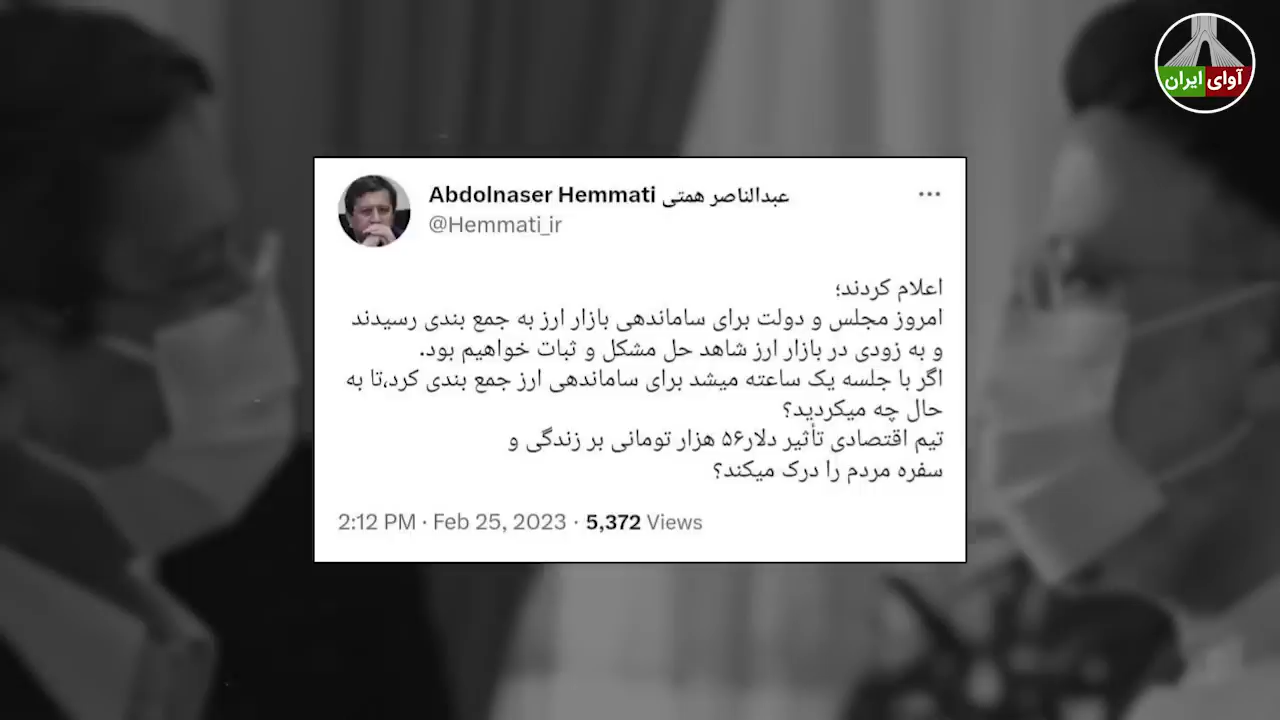 آوای ایران
Abdolnaser Hemmati عبدالناصر همتی
@Hemmati_ir
اعلام کردند؛
امروز مجلس و دولت برای ساماندهی بازار ارز به جمع بندی رسیدند
و به زودی در بازار ارز شاهد حل مشکل و ثبات خواهیم بود.
اگر با جلسه یک ساعته میشد برای ساماندهی ارز جمع بندی کرد،تا به
حال چه میکردید؟
تیم اقتصادی تأثیر دلار۵۶ هزار تومانی بر زندگی و
سفره مردم را درک میکند؟
2:12 PM · Feb 25, 2023 · 5,372 Views